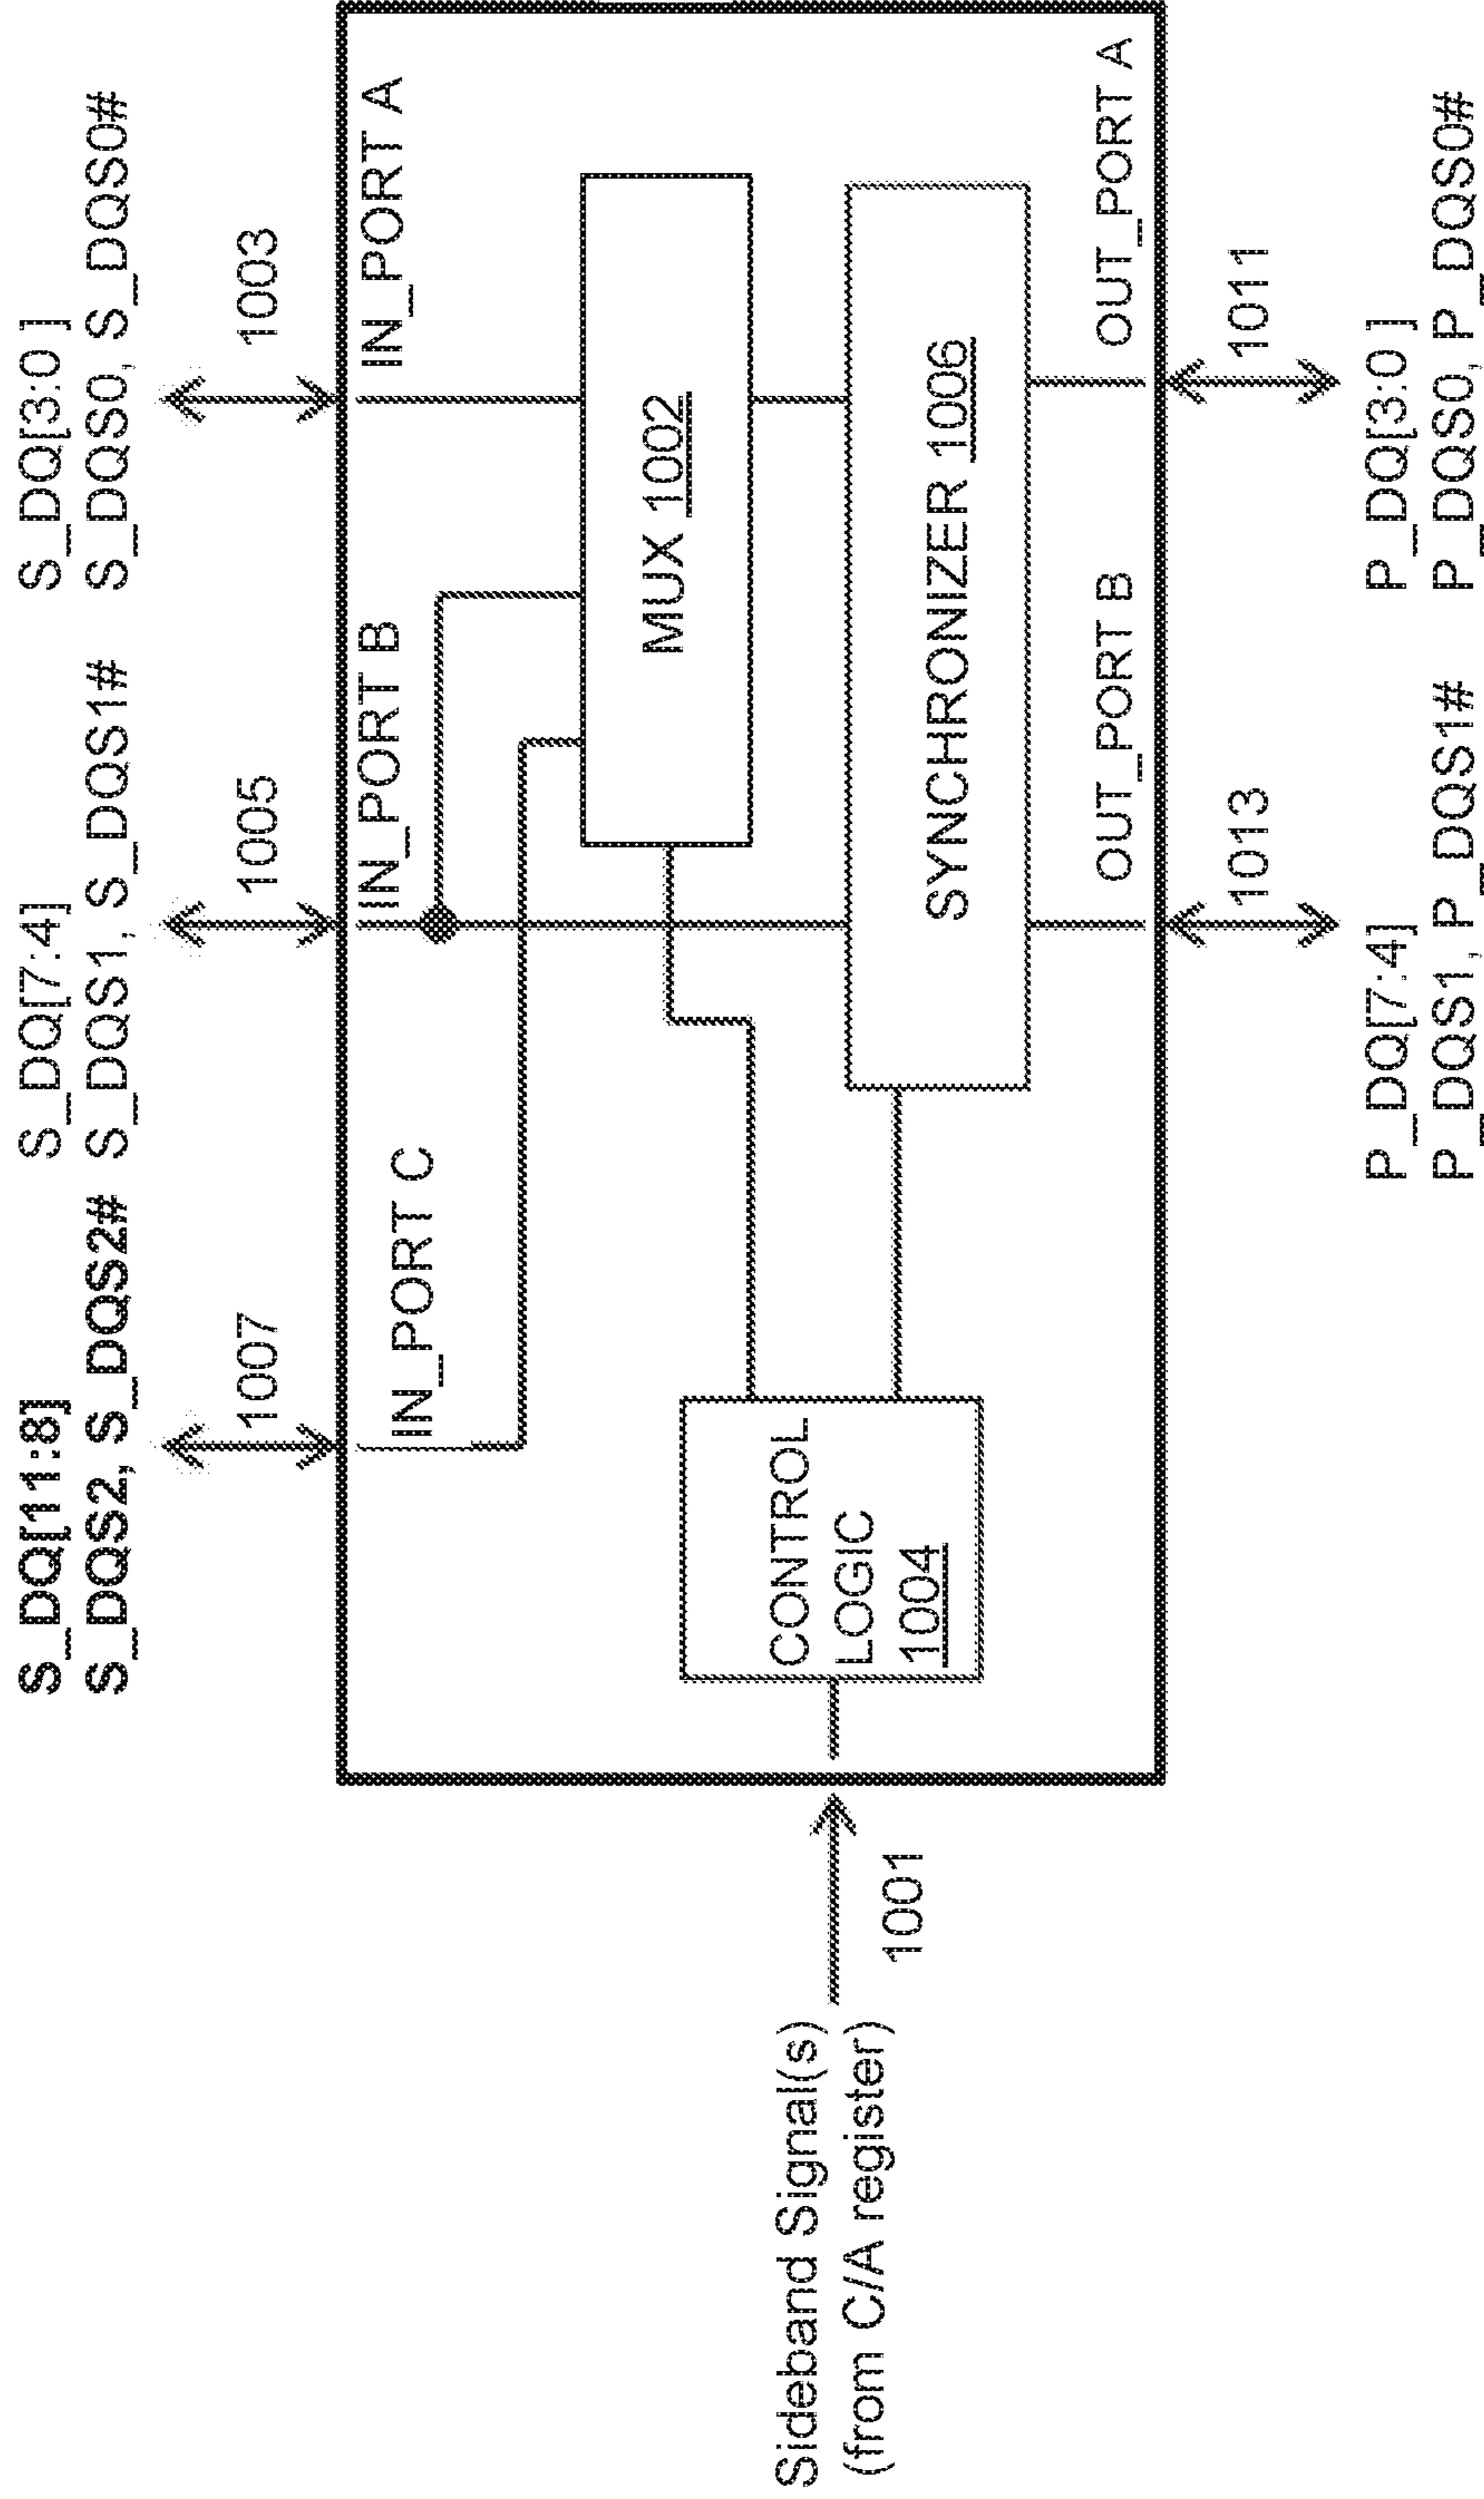 Sideband Signal(s)
(from C/A register)
1001
S_DQ[11:8]
S_DQS2, S_DQS2#
1007
S_DQ[7:4]
S_DQS1, S_DQS1#
1005
S_DQ[3:0 ]
S_DQS0, S_DQS0#
1003
IN_PORT C
IN_PORT B
IN_PORT A
MUX 1002
CONTROL
LOGIC
1004
SYNCHRONIZER 1006
OUT_PORT B
OUT_PORT A
1013
1011
P_DQ[7:4]
P_DQS1, P_DQS1#
P_DQ[3:0 ]
P_DQS0, P_DQS0#